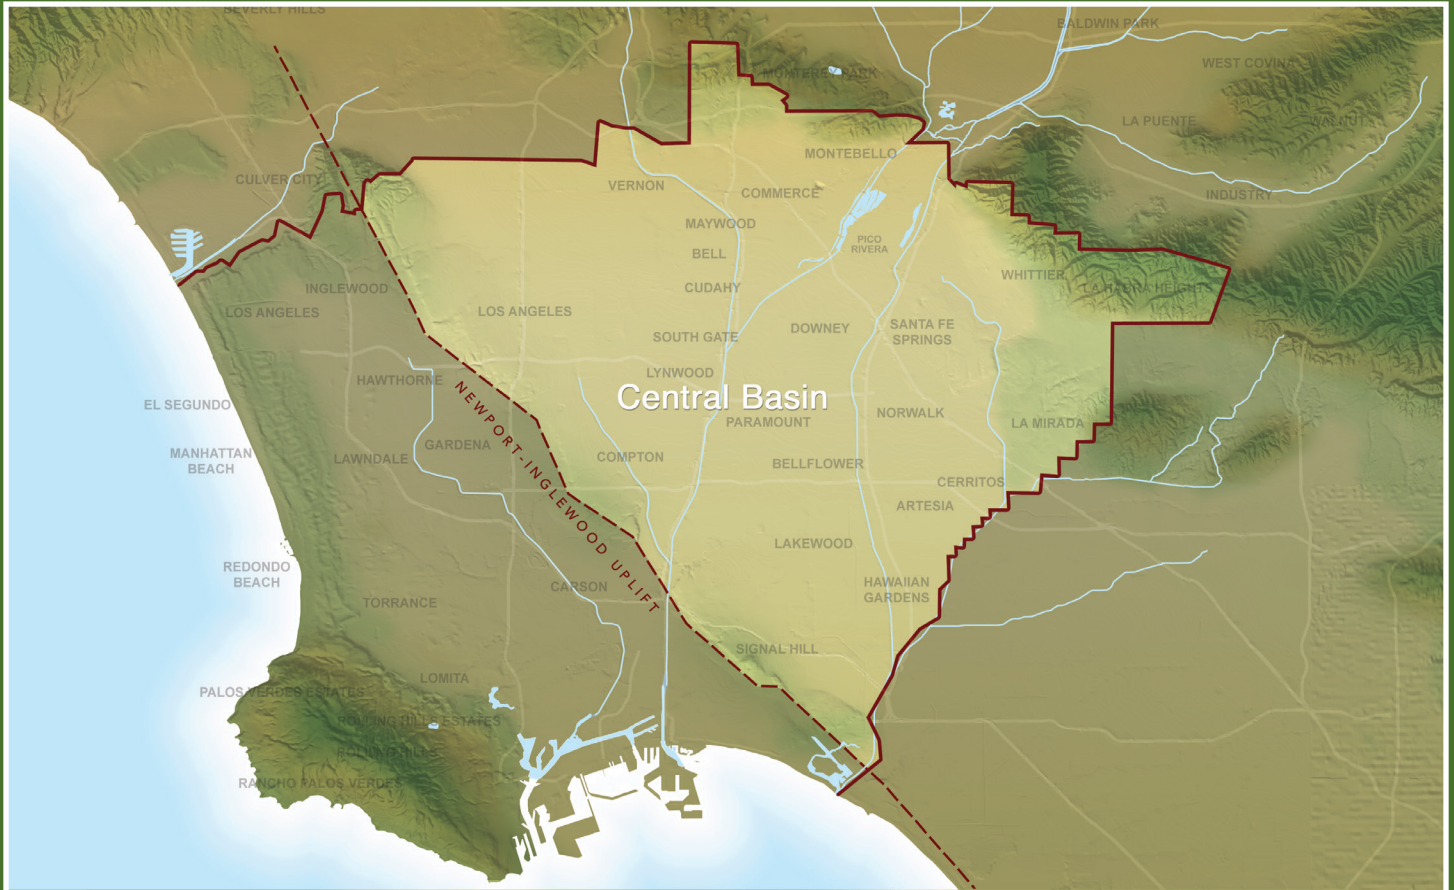 BEVERLY HILLS
BALDWIN PARK
WEST COVINA
MONTEREY PARK
LA PUENTE
WALNUT
MONTEBELLO
CULVER CITY
VERNON
COMMERCE
INDUSTRY
MAYWOOD
PICO
RIVERA
BELL
WHITTIER
INGLEWOOD
CUDAHY
LA HABRA HEIGHTS
LOS ANGELES
LOS ANGELES
SOUTH GATE
DOWNEY
SANTA FE
SPRINGS
HAWTHORNE
LYNWOOD
Central Basin
EL SEGUNDO
PARAMOUNT
NORWALK
LA MIRADA
NEWPORT-INGLEWOOD UPLIFT
GARDENA
MANHATTAN
BEACH
LAWNDALE
COMPTON
BELLFLOWER
CERRITOS
ARTESIA
LAKEWOOD
REDONDO
BEACH
CARSON
HAWAIIAN
GARDENS
TORRANCE
SIGNAL HILL
LOMITA
PALOS VERDES ESTATES
ROLLING HILLS ESTATES
ROLLING HILLS
RANCHO PALOS VERDES